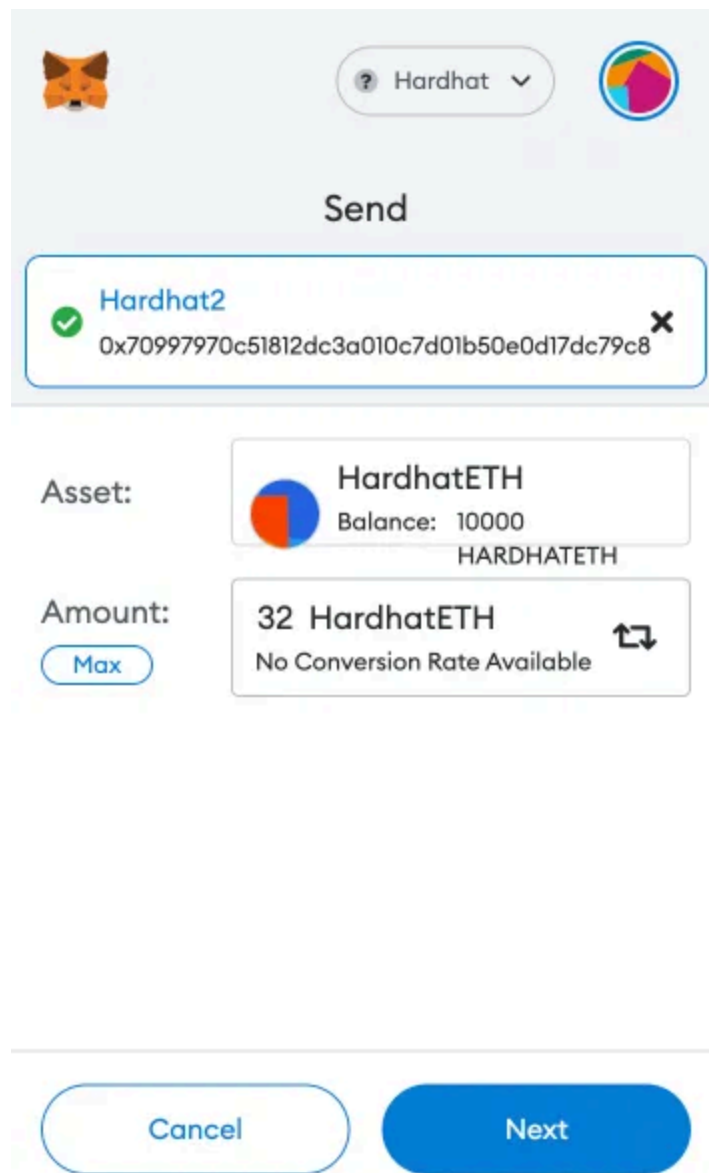 ? Hardhat
Send
Hardhat2
0x70997970c51812dc3a010c7d01b50e0d17dc79c8
Asset:
HardhatETH
Balance: 10000
HARDHATETH
Amount:
32 HardhatETH
Max
No Conversion Rate Available
Cancel
Next